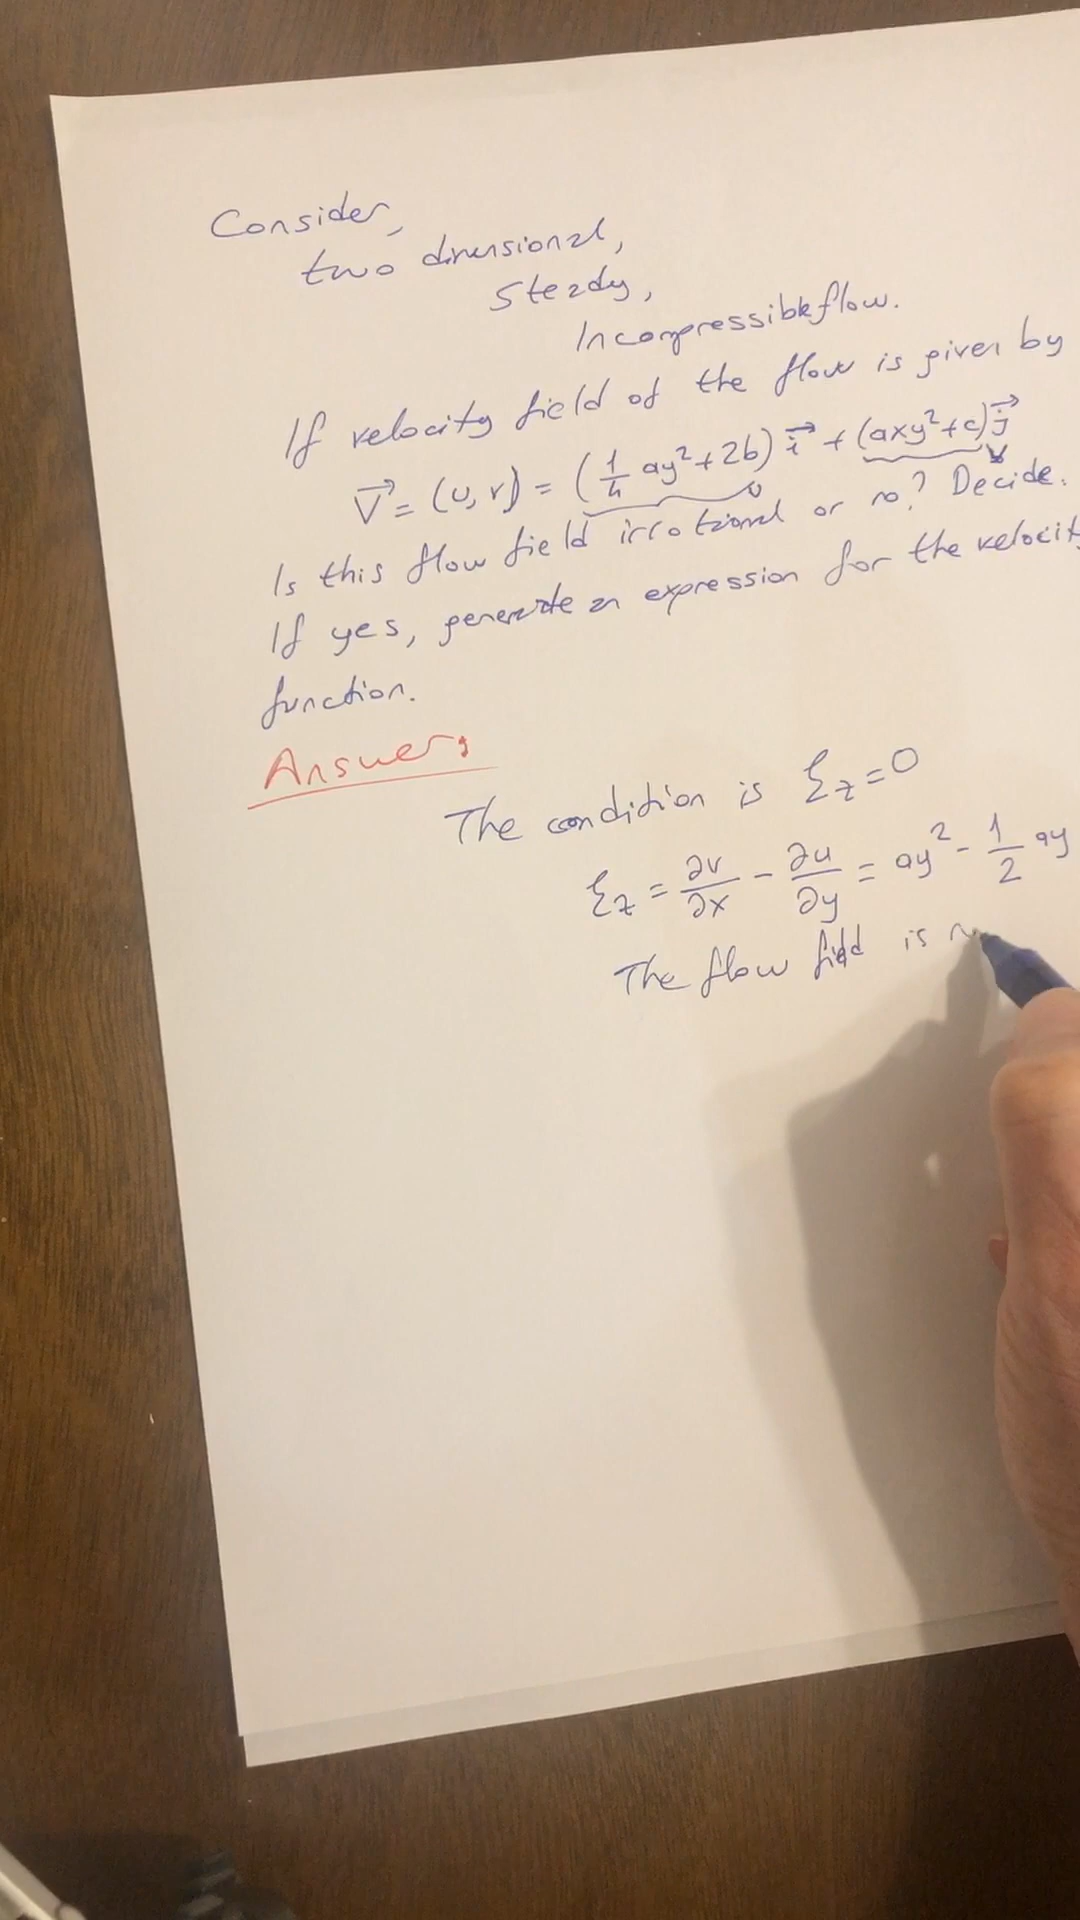 Consider,
two dimensional,
steady,
Incompressible flow.
If velocity field of the flow is given by
V⃗ = (u, v) = (1/4 ay² + 2b) i⃗ + (axy² + c) j⃗
u v
Is this flow field irrotional or no? Decide.
If yes, generate an expression for the velocity
function.
Answer,
The condition is ξz = 0
ξz = ∂v/∂x − ∂u/∂y = ay² − 1/2 ay
The flow field is n